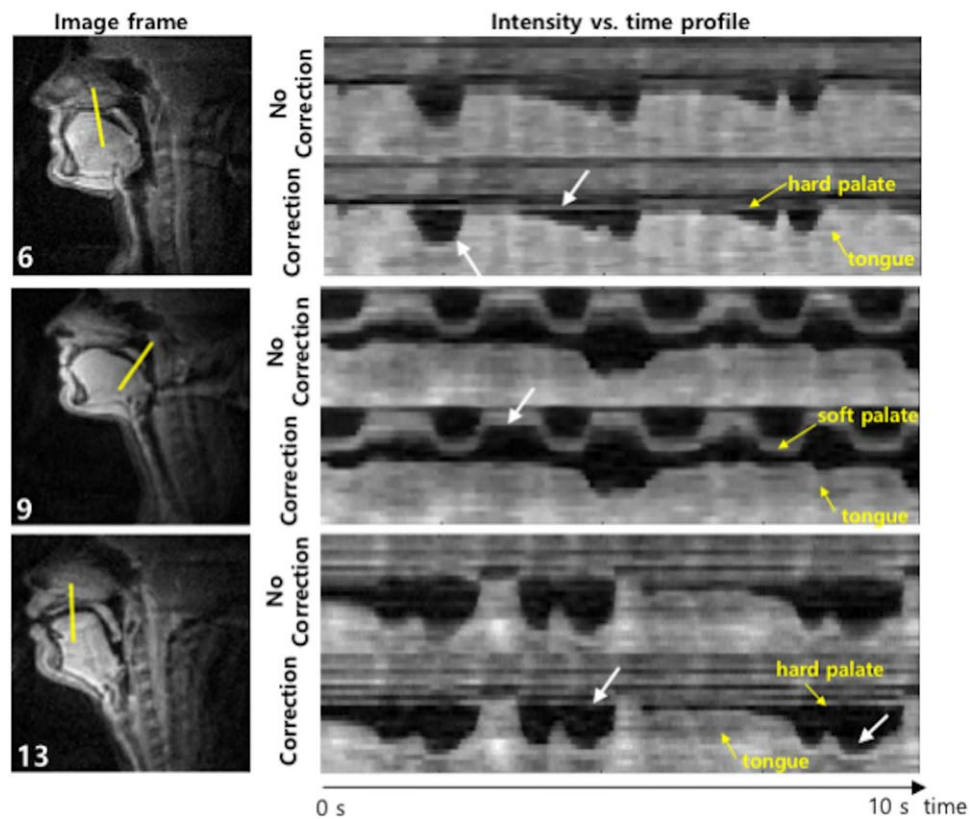 Image frame
Intensity vs. time profile
No
Correction
Correction
hard palate
tongue
6
No
Correction
Correction
soft palate
tongue
9
No
Correction
Correction
hard palate
tongue
13
0 s
10 s time